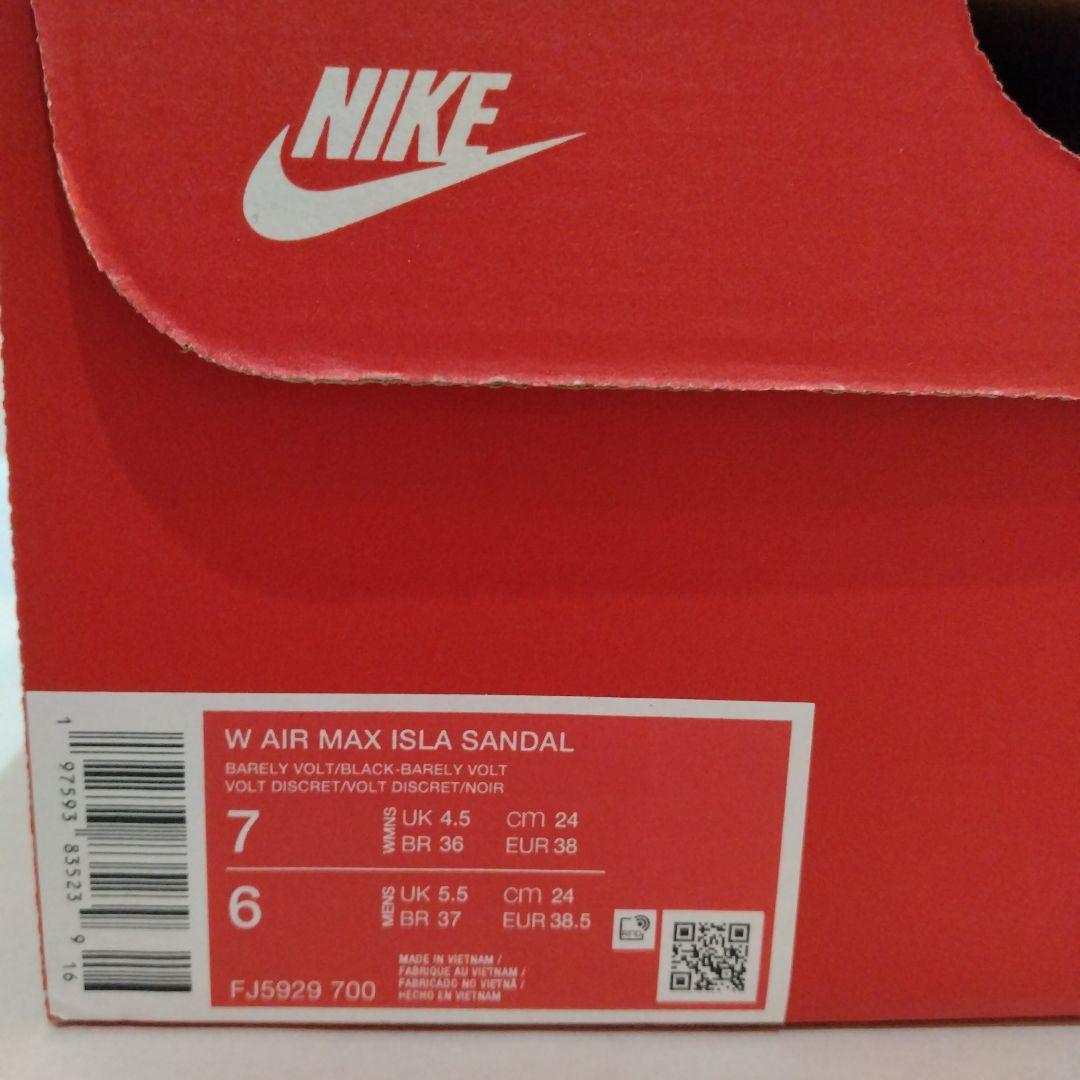 NIKE
1 97593 83523 9 16
W AIR MAX ISLA SANDAL
BARELY VOLT/BLACK-BARELY VOLT
VOLT DISCRET/VOLT DISCRET/NOIR
7 WMNS UK 4.5 cm 24
BR 36 EUR 38
6 MENS UK 5.5 cm 24
BR 37 EUR 38.5
RFID
MADE IN VIETNAM /
FABRIQUE AU VIETNAM /
FABRICADO NO VIETNÃ /
HECHO EN VIETNAM
FJ5929 700